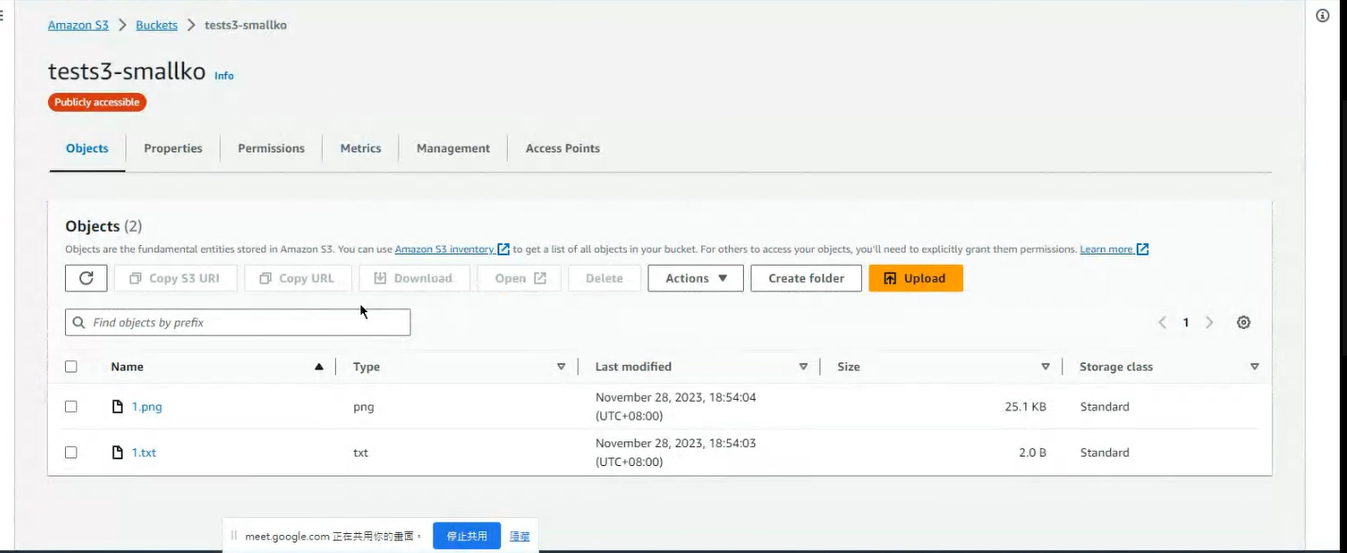 Amazon S3 > Buckets > tests3-smallko
tests3-smallko Info
Publicly accessible
Objects Properties Permissions Metrics Management Access Points
Objects (2)
Objects are the fundamental entities stored in Amazon S3. You can use Amazon S3 inventory to get a list of all objects in your bucket. For others to access your objects, you'll need to explicitly grant them permissions. Learn more
Copy S3 URI Copy URL Download Open Delete Actions Create folder Upload
Find objects by prefix 1
Name Type Last modified Size Storage class
1.png png November 28, 2023, 18:54:04 (UTC+08:00) 25.1 KB Standard
1.txt txt November 28, 2023, 18:54:03 (UTC+08:00) 2.0 B Standard
meet.google.com 正在共用你的畫面。 停止共用 隱藏